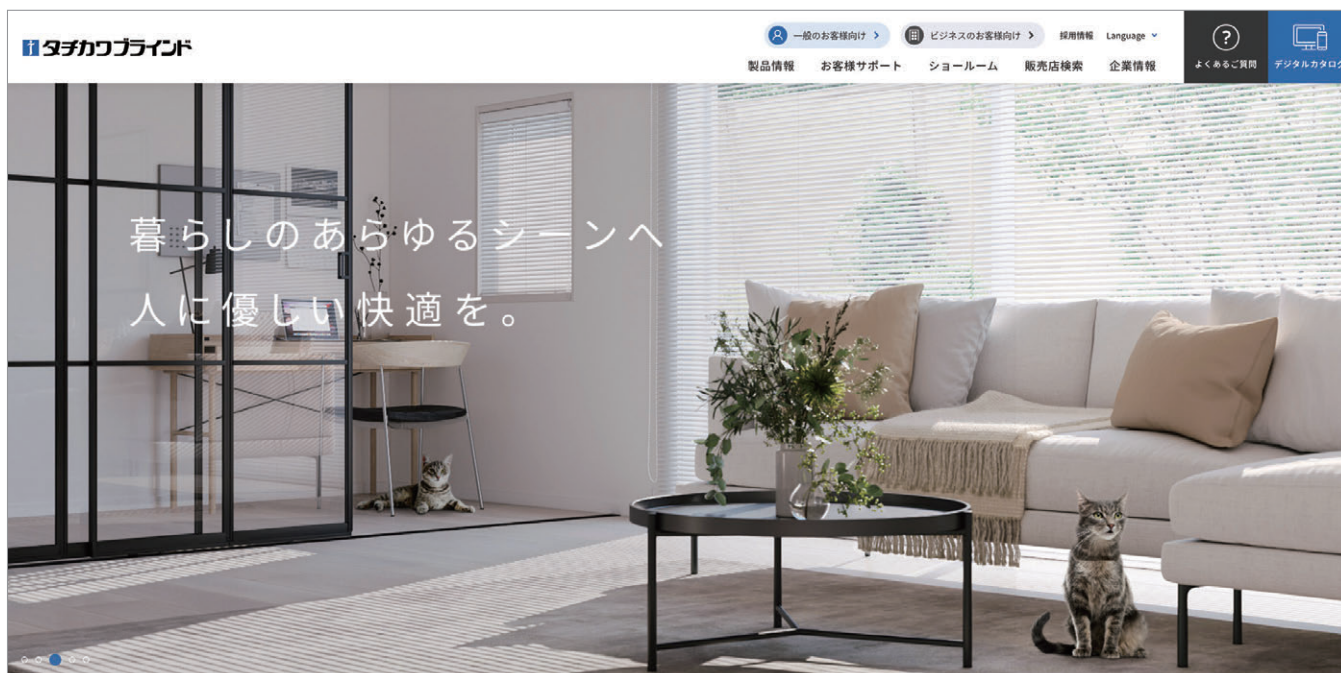 タチカワブラインド
一般のお客様向け
ビジネスのお客様向け
採用情報
Language
製品情報
お客様サポート
ショールーム
販売店検索
企業情報
よくあるご質問
デジタルカタログ
暮らしのあらゆるシーンへ
人に優しい快適を。